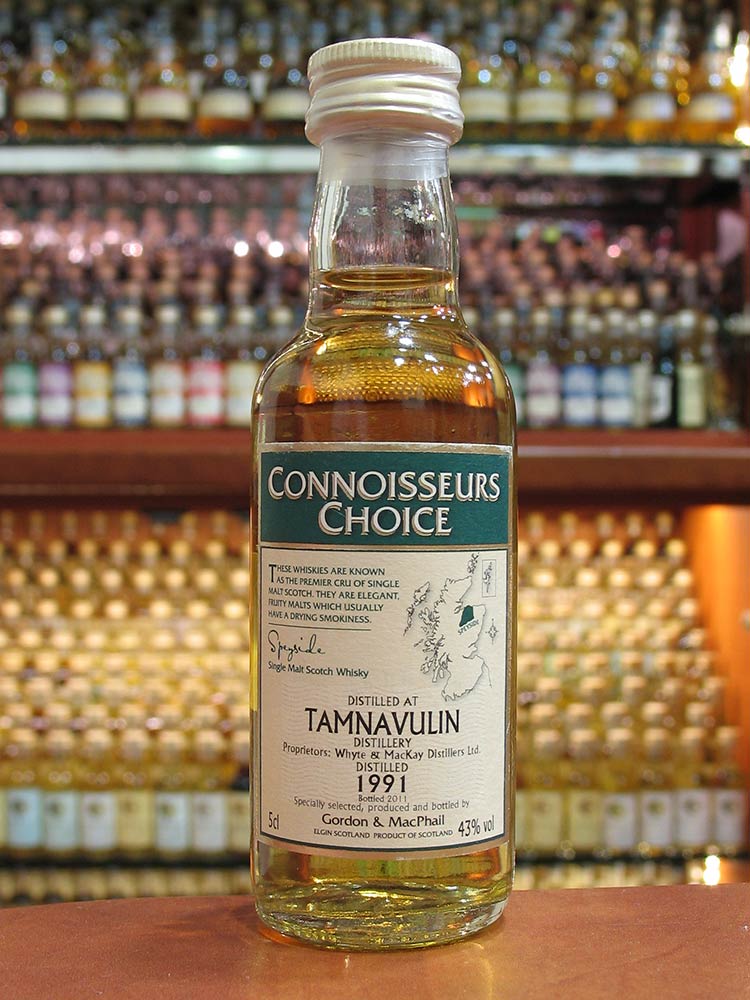 CONNOISSEURS
CHOICE
THESE WHISKIES ARE KNOWN
AS THE PREMIER CRU OF SINGLE
MALT SCOTCH. THEY ARE ELEGANT,
FRUITY MALTS WHICH USUALLY
HAVE A DRYING SMOKINESS.
SPEYSIDE
Speyside
Single Malt Scotch Whisky
DISTILLED AT
TAMNAVULIN
DISTILLERY
Proprietors: Whyte & MacKay Distillers Ltd.
DISTILLED
1991
Bottled 2011
Specially selected, produced and bottled by
5cl Gordon & MacPhail 43% vol
ELGIN SCOTLAND PRODUCT OF SCOTLAND